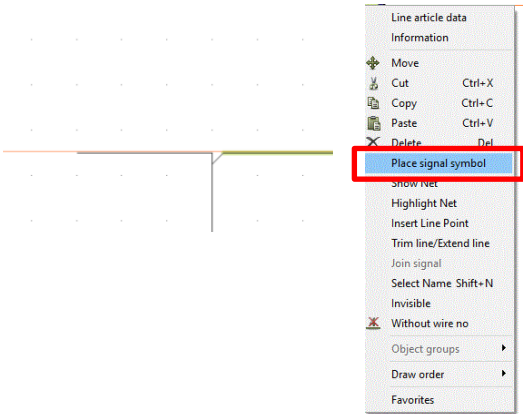 Line article data
Information
Move
Cut Ctrl+X
Copy Ctrl+C
Paste Ctrl+V
Delete Del
Place signal symbol
Show Net
Highlight Net
Insert Line Point
Trim line/Extend line
Join signal
Select Name Shift+N
Invisible
Without wire no
Object groups
Draw order
Favorites